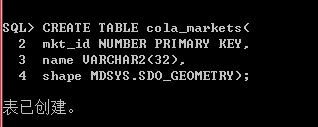 SQL> CREATE TABLE cola_markets(
2 mkt_id NUMBER PRIMARY KEY,
3 name VARCHAR2(32),
4 shape MDSYS.SDO_GEOMETRY);
表已创建。